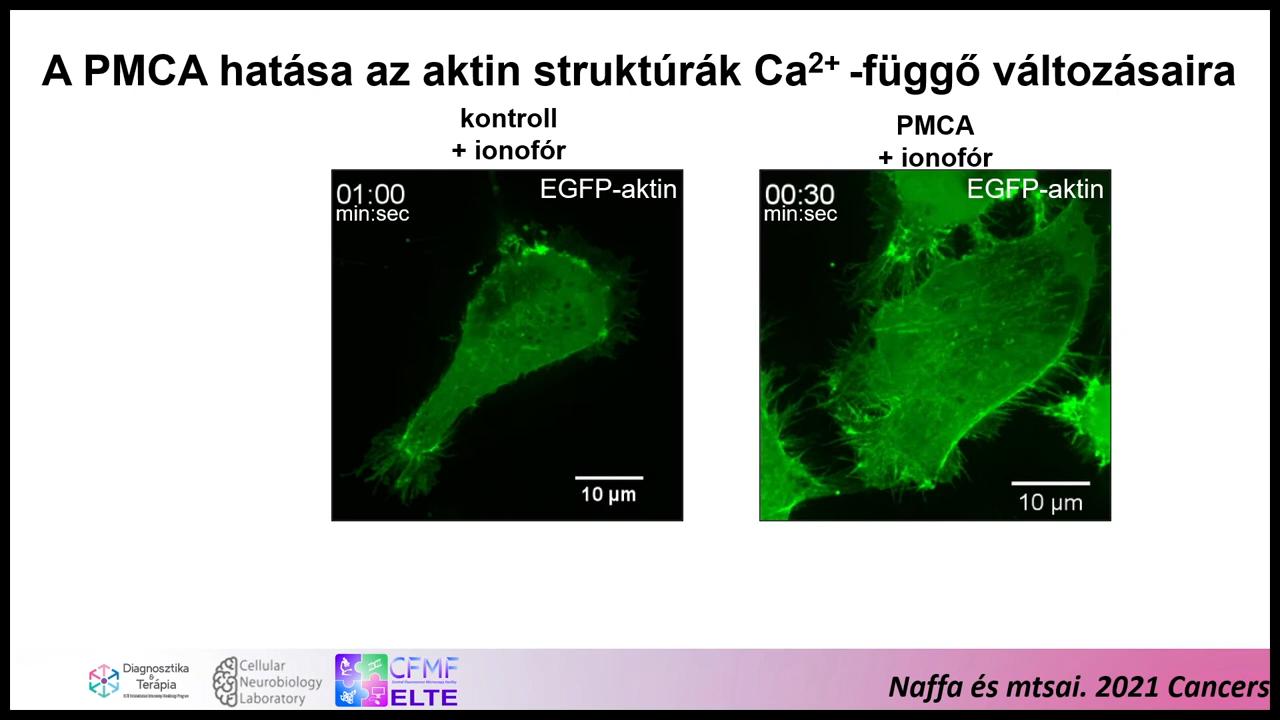 A PMCA hatása az aktin struktúrák Ca2+ -függő változásaira
kontroll
+ ionofór
PMCA
+ ionofór
01:00
min:sec
EGFP-aktin
10 µm
00:30
min:sec
EGFP-aktin
10 µm
Diagnosztika
&
Terápia
Cellular
Neurobiology
Laboratory
CFMF
ELTE
Naffa és mtsai. 2021 Cancers